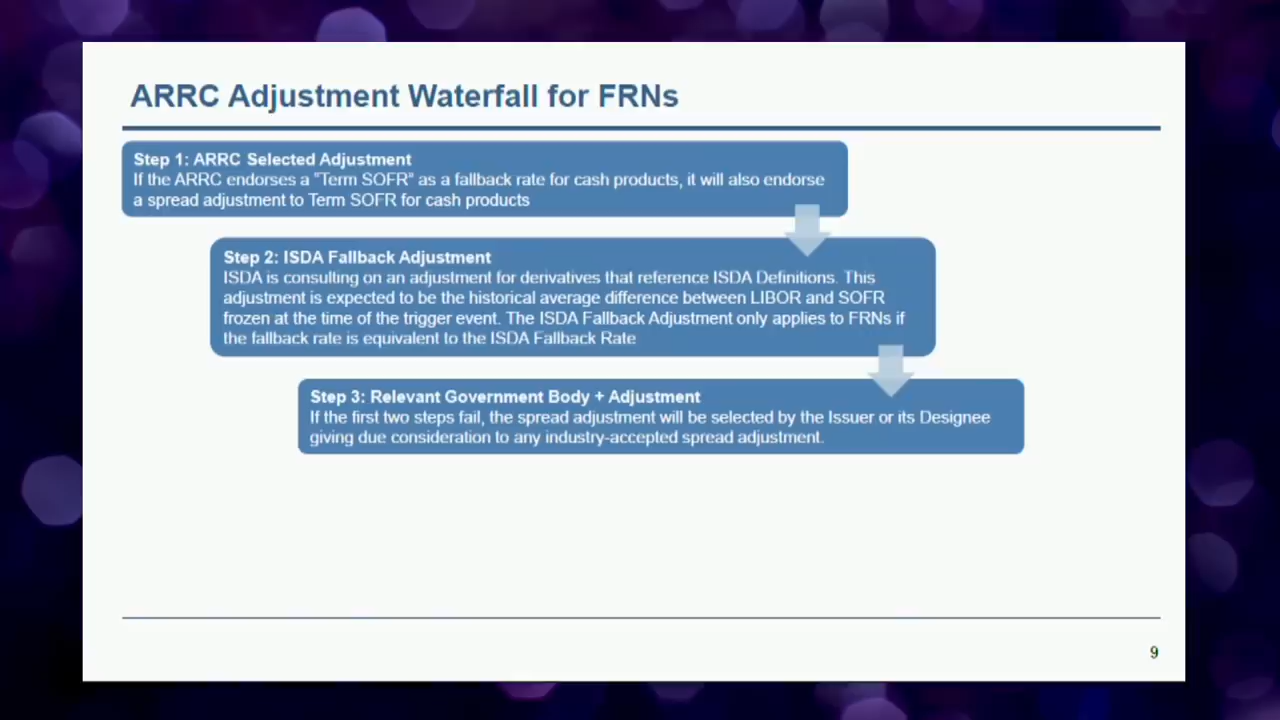 ARRC Adjustment Waterfall for FRNs
Step 1: ARRC Selected Adjustment
If the ARRC endorses a "Term SOFR" as a fallback rate for cash products, it will also endorse
a spread adjustment to Term SOFR for cash products
Step 2: ISDA Fallback Adjustment
ISDA is consulting on an adjustment for derivatives that reference ISDA Definitions. This
adjustment is expected to be the historical average difference between LIBOR and SOFR
frozen at the time of the trigger event. The ISDA Fallback Adjustment only applies to FRNs if
the fallback rate is equivalent to the ISDA Fallback Rate
Step 3: Relevant Government Body + Adjustment
If the first two steps fail, the spread adjustment will be selected by the Issuer or its Designee
giving due consideration to any industry-accepted spread adjustment.
9